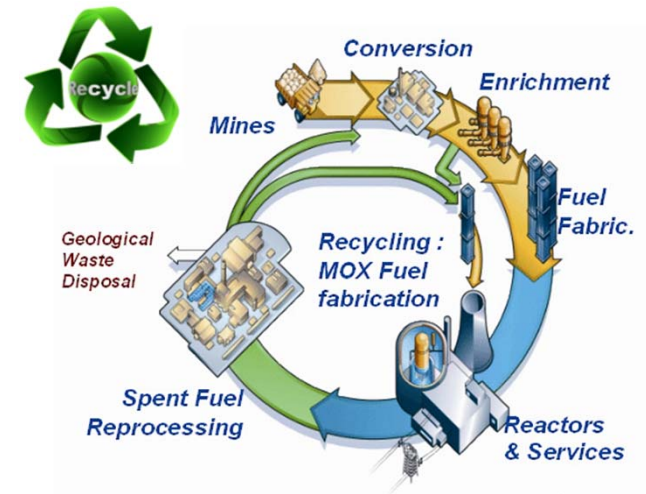 Recycle
Conversion
Enrichment
Mines
Fuel
Fabric.
Geological
Waste
Disposal
Recycling :
MOX Fuel
fabrication
Spent Fuel
Reprocessing
Reactors
& Services